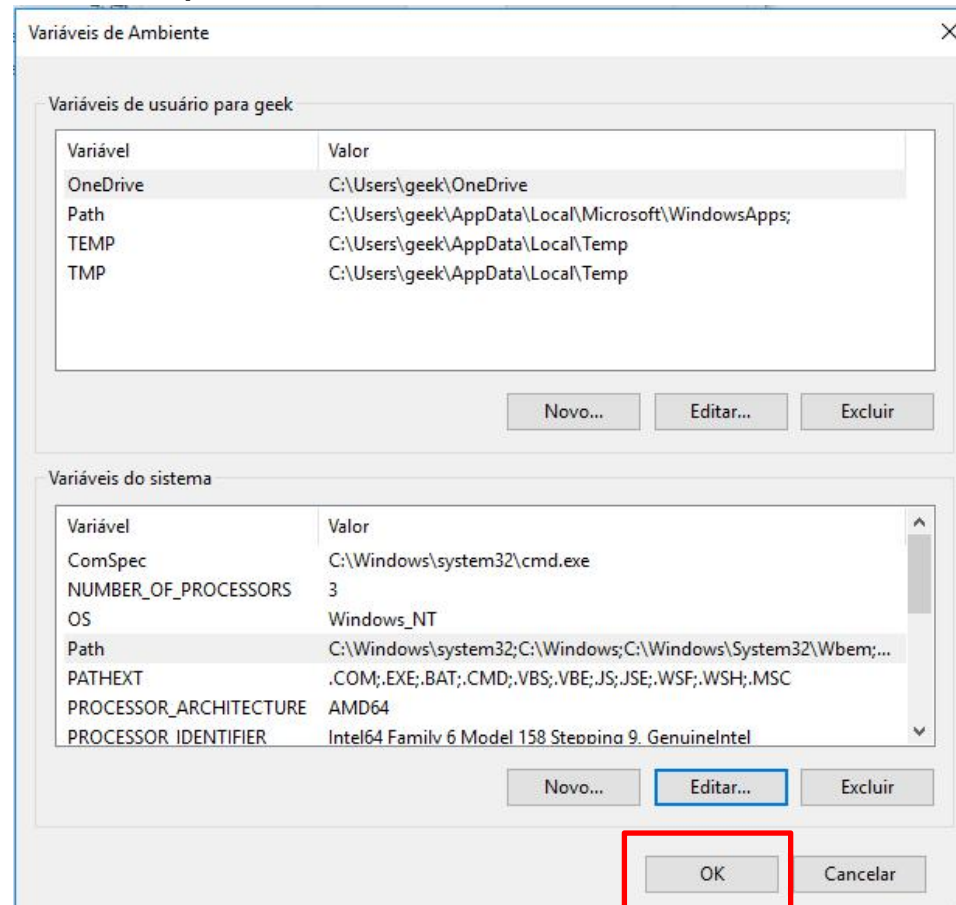 Variáveis de Ambiente
Variáveis de usuário para geek
Variável Valor
OneDrive C:\Users\geek\OneDrive
Path C:\Users\geek\AppData\Local\Microsoft\WindowsApps;
TEMP C:\Users\geek\AppData\Local\Temp
TMP C:\Users\geek\AppData\Local\Temp
Novo... Editar... Excluir
Variáveis do sistema
Variável Valor
ComSpec C:\Windows\system32\cmd.exe
NUMBER_OF_PROCESSORS 3
OS Windows_NT
Path C:\Windows\system32;C:\Windows;C:\Windows\System32\Wbem;...
PATHEXT .COM;.EXE;.BAT;.CMD;.VBS;.VBE;.JS;.JSE;.WSF;.WSH;.MSC
PROCESSOR_ARCHITECTURE AMD64
PROCESSOR_IDENTIFIER Intel64 Family 6 Model 158 Stepping 9, GenuineIntel
Novo... Editar... Excluir
OK Cancelar